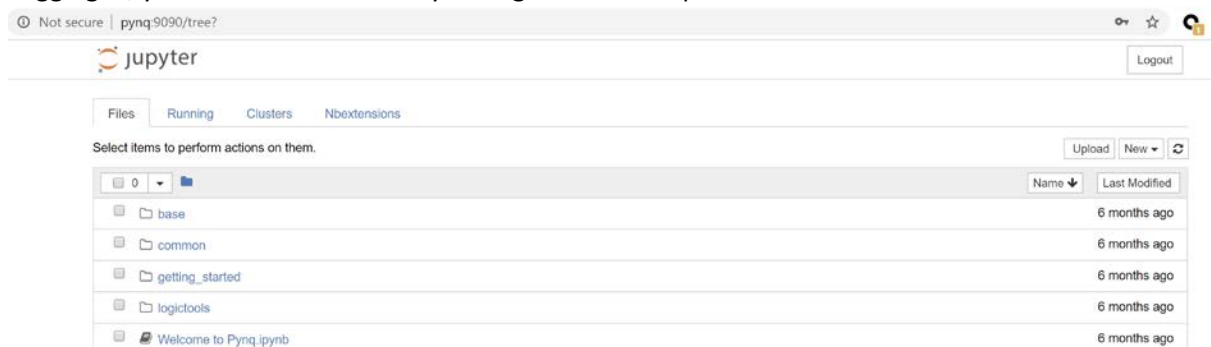 Not secure | pynq:9090/tree?
jupyter
Logout
Files Running Clusters Nbextensions
Select items to perform actions on them.
Upload New
0 Name Last Modified
base 6 months ago
common 6 months ago
getting_started 6 months ago
logictools 6 months ago
Welcome to Pynq.ipynb 6 months ago